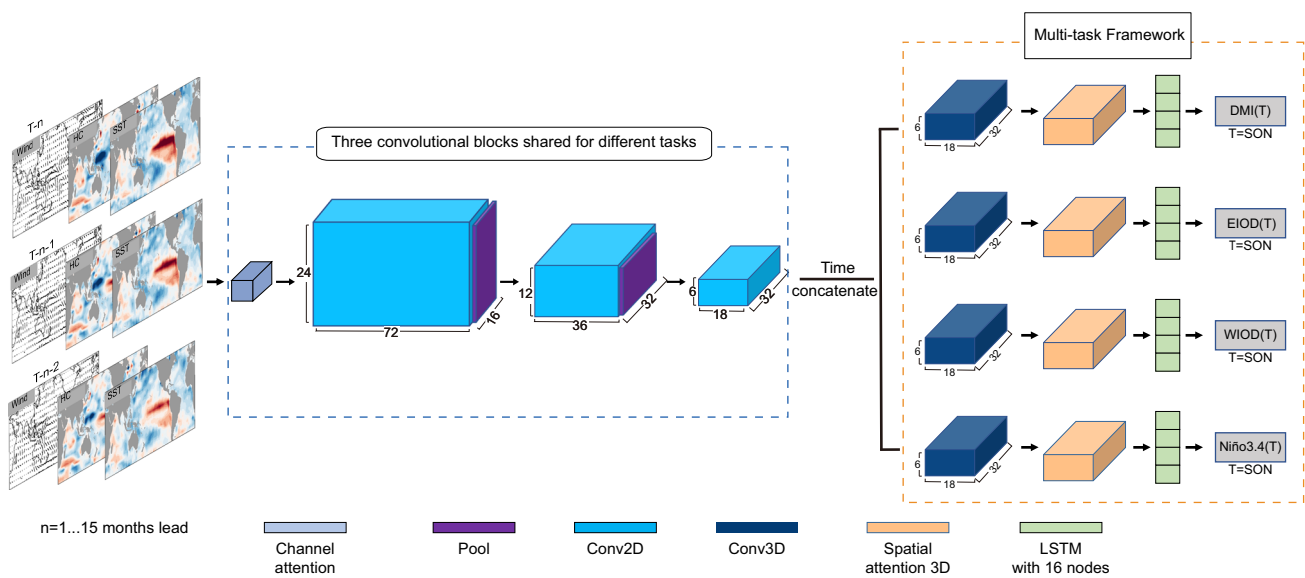 Multi-task Framework
T-n
Wind
HC
SST
Three convolutional blocks shared for different tasks
T-n-1
Wind
HC
SST
T-n-2
Wind
HC
SST
24
72
16
12
36
32
6
18
32
Time
concatenate
6
18
32
DMI(T)
T=SON
6
18
32
EIOD(T)
T=SON
6
18
32
WIOD(T)
T=SON
6
18
32
Niño3.4(T)
T=SON
n=1...15 months lead
Channel
attention
Pool
Conv2D
Conv3D
Spatial
attention 3D
LSTM
with 16 nodes